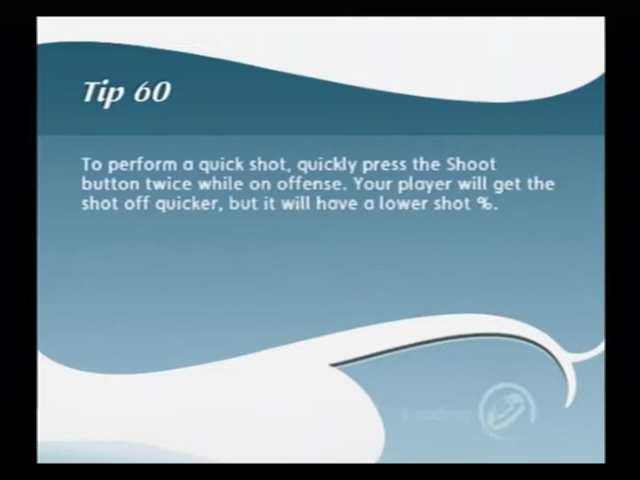 Tip 60
To perform a quick shot, quickly press the Shoot
button twice while on offense. Your player will get the
shot off quicker, but it will have a lower shot %.
Loading